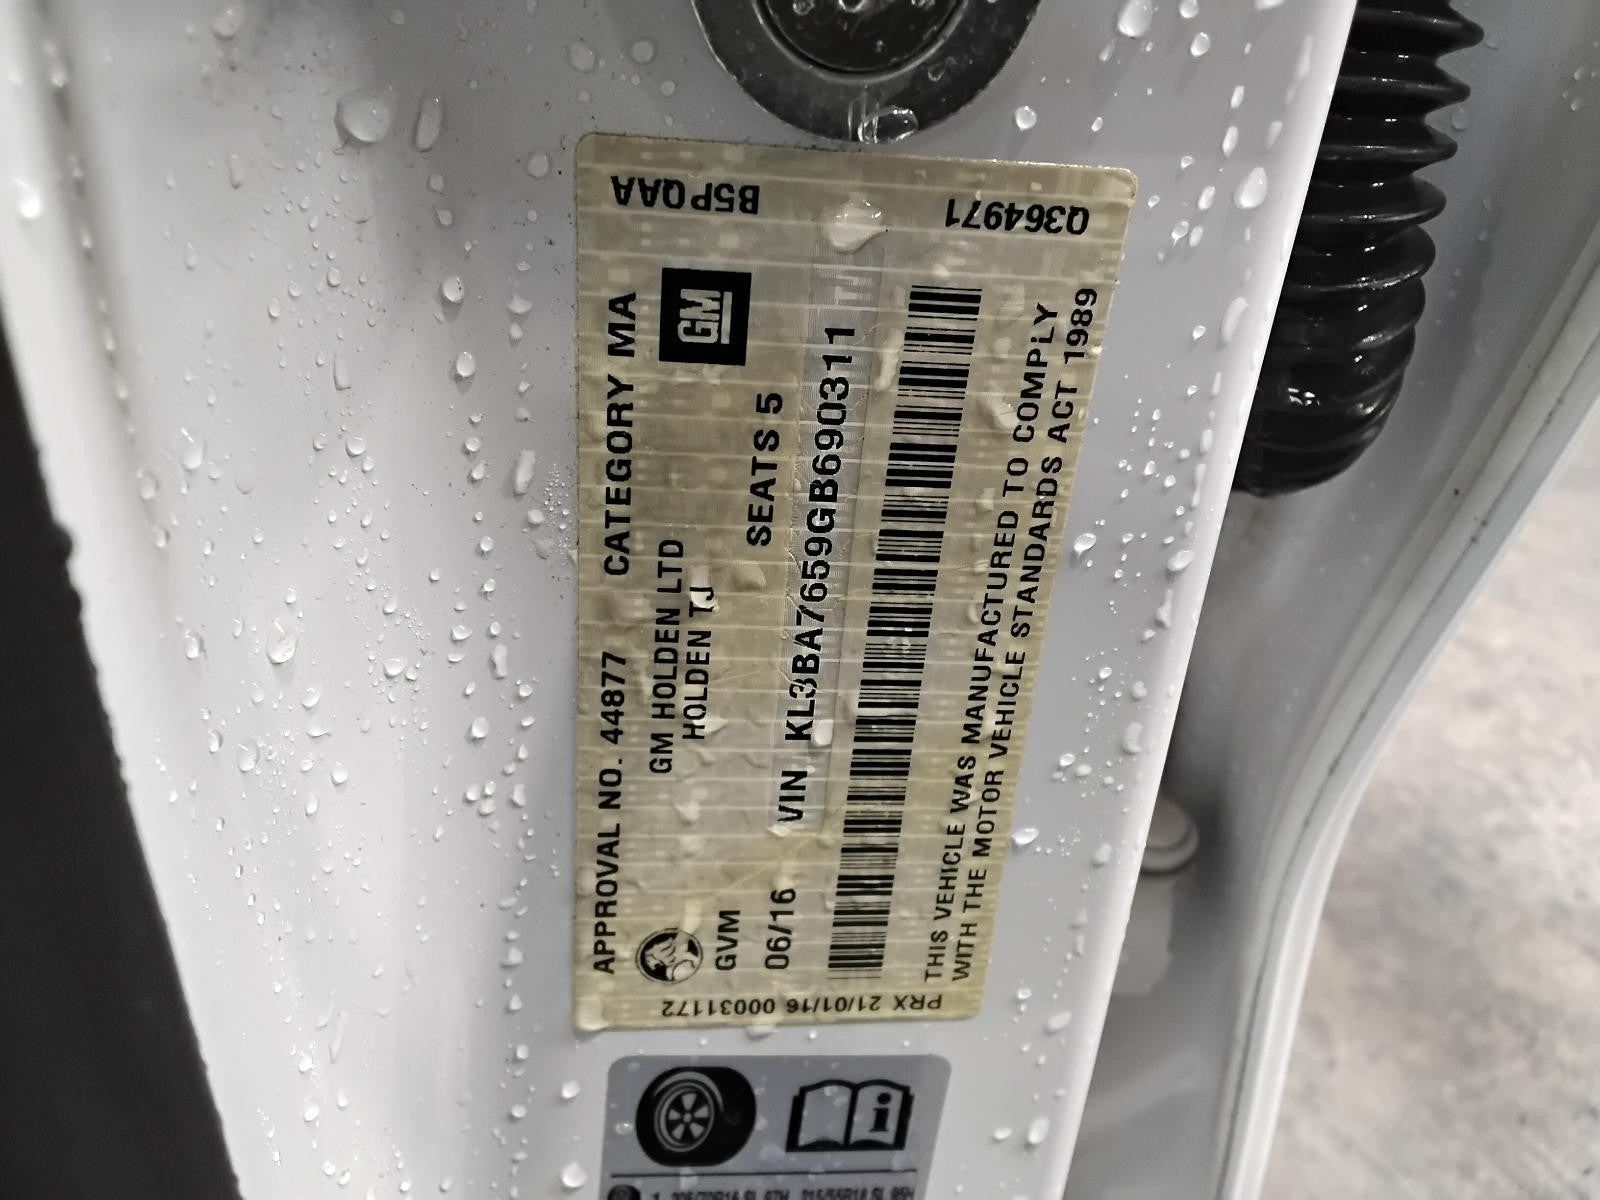 APPROVAL NO. 44877 CATEGORY MA
GM HOLDEN LTD
HOLDEN TJ
GM
GVM SEATS 5
06/16 VIN KL3BA7659GB690311
THIS VEHICLE WAS MANUFACTURED TO COMPLY
WITH THE MOTOR VEHICLE STANDARDS ACT 1989
B5PQAA Q364971
PRX 21/01/16 00031172
i